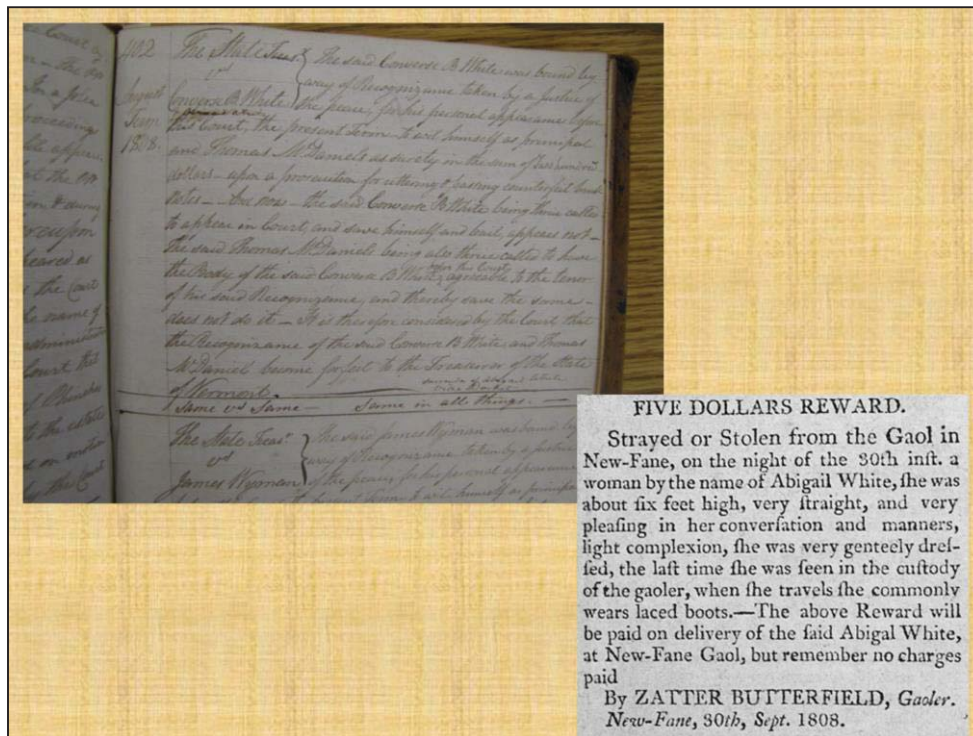 402
August
Term
1808.
The State Treasr.
vs
Converse B White
The said Converse B White was bound by
way of Recognizance taken by a justice of
the peace, for his personal appearance before
this Court, the present Term, to wit himself as principal
and Thomas McDaniels as surety in the sum of
dollars - upon a prosecution for uttering & passing counterfeit bank
notes - And now - the said Converse B White being thrice called
to appear in Court, and save himself and bail appears not -
the said Thomas McDaniels being also thrice called to have
the Body of the said Converse B White before this Court agreeable to the tenor
of the said Recognizance, and thereby save the same -
does not do it - It is therefore considered by the Court that
the Recognizance of the said Converse B White and Thomas
McDaniel become forfeit to the Treasurer of the State
of Vermont.
Same vs Same - Same in all things. -
The State Treasr.
vs
James Wyman
The said James Wyman was bound by
way of Recognizance taken by a justice
of the peace, for his personal appearance
FIVE DOLLARS REWARD.
Strayed or Stolen from the Gaol in
New-Fane, on the night of the 30th inſt. a
woman by the name of Abigail White, ſhe was
about ſix feet high, very ſtraight, and very
pleaſing in her converſation and manners,
light complexion, ſhe was very genteely dreſ-
ſed, the laſt time ſhe was ſeen in the cuſtody
of the gaoler, when ſhe travels ſhe commonly
wears laced boots.—The above Reward will
be paid on delivery of the ſaid Abigal White,
at New-Fane Gaol, but remember no charges
paid
By ZATTER BUTTERFIELD, Gaoler.
New-Fane, 30th, Sept. 1808.